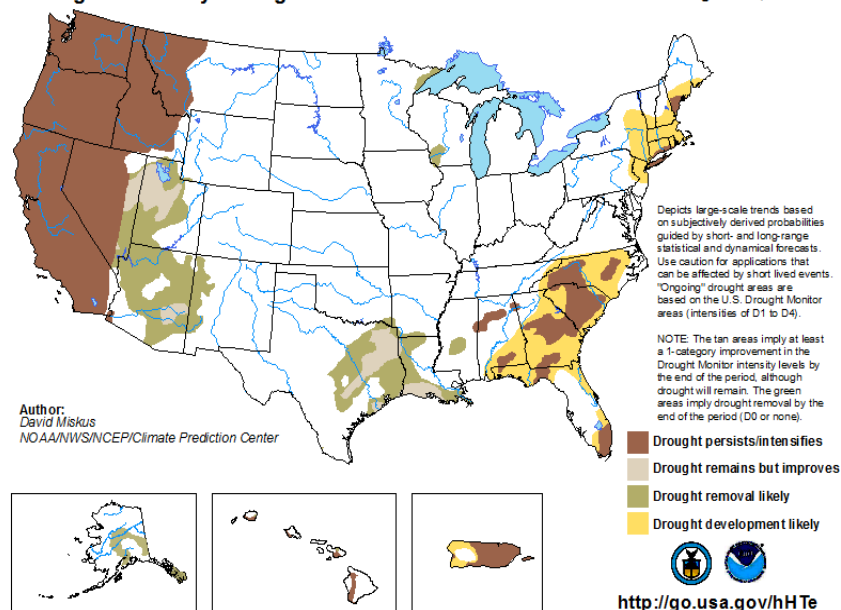 Depicts large-scale trends based
on subjectively derived probabilities
guided by short- and long-range
statistical and dynamical forecasts.
Use caution for applications that
can be affected by short lived events.
"Ongoing" drought areas are
based on the U.S. Drought Monitor
areas (intensities of D1 to D4).
NOTE: The tan areas imply at least
a 1-category improvement in the
Drought Monitor intensity levels by
the end of the period, although
drought will remain. The green
areas imply drought removal by the
end of the period (D0 or none).
Author:
David Miskus
NOAA/NWS/NCEP/Climate Prediction Center
Drought persists/intensifies
Drought remains but improves
Drought removal likely
Drought development likely
http://go.usa.gov/hHTe